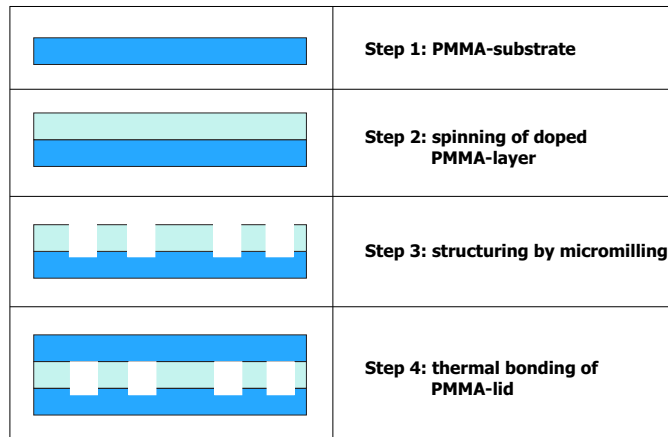 Step 1: PMMA-substrate
Step 2: spinning of doped
PMMA-layer
Step 3: structuring by micromilling
Step 4: thermal bonding of
PMMA-lid